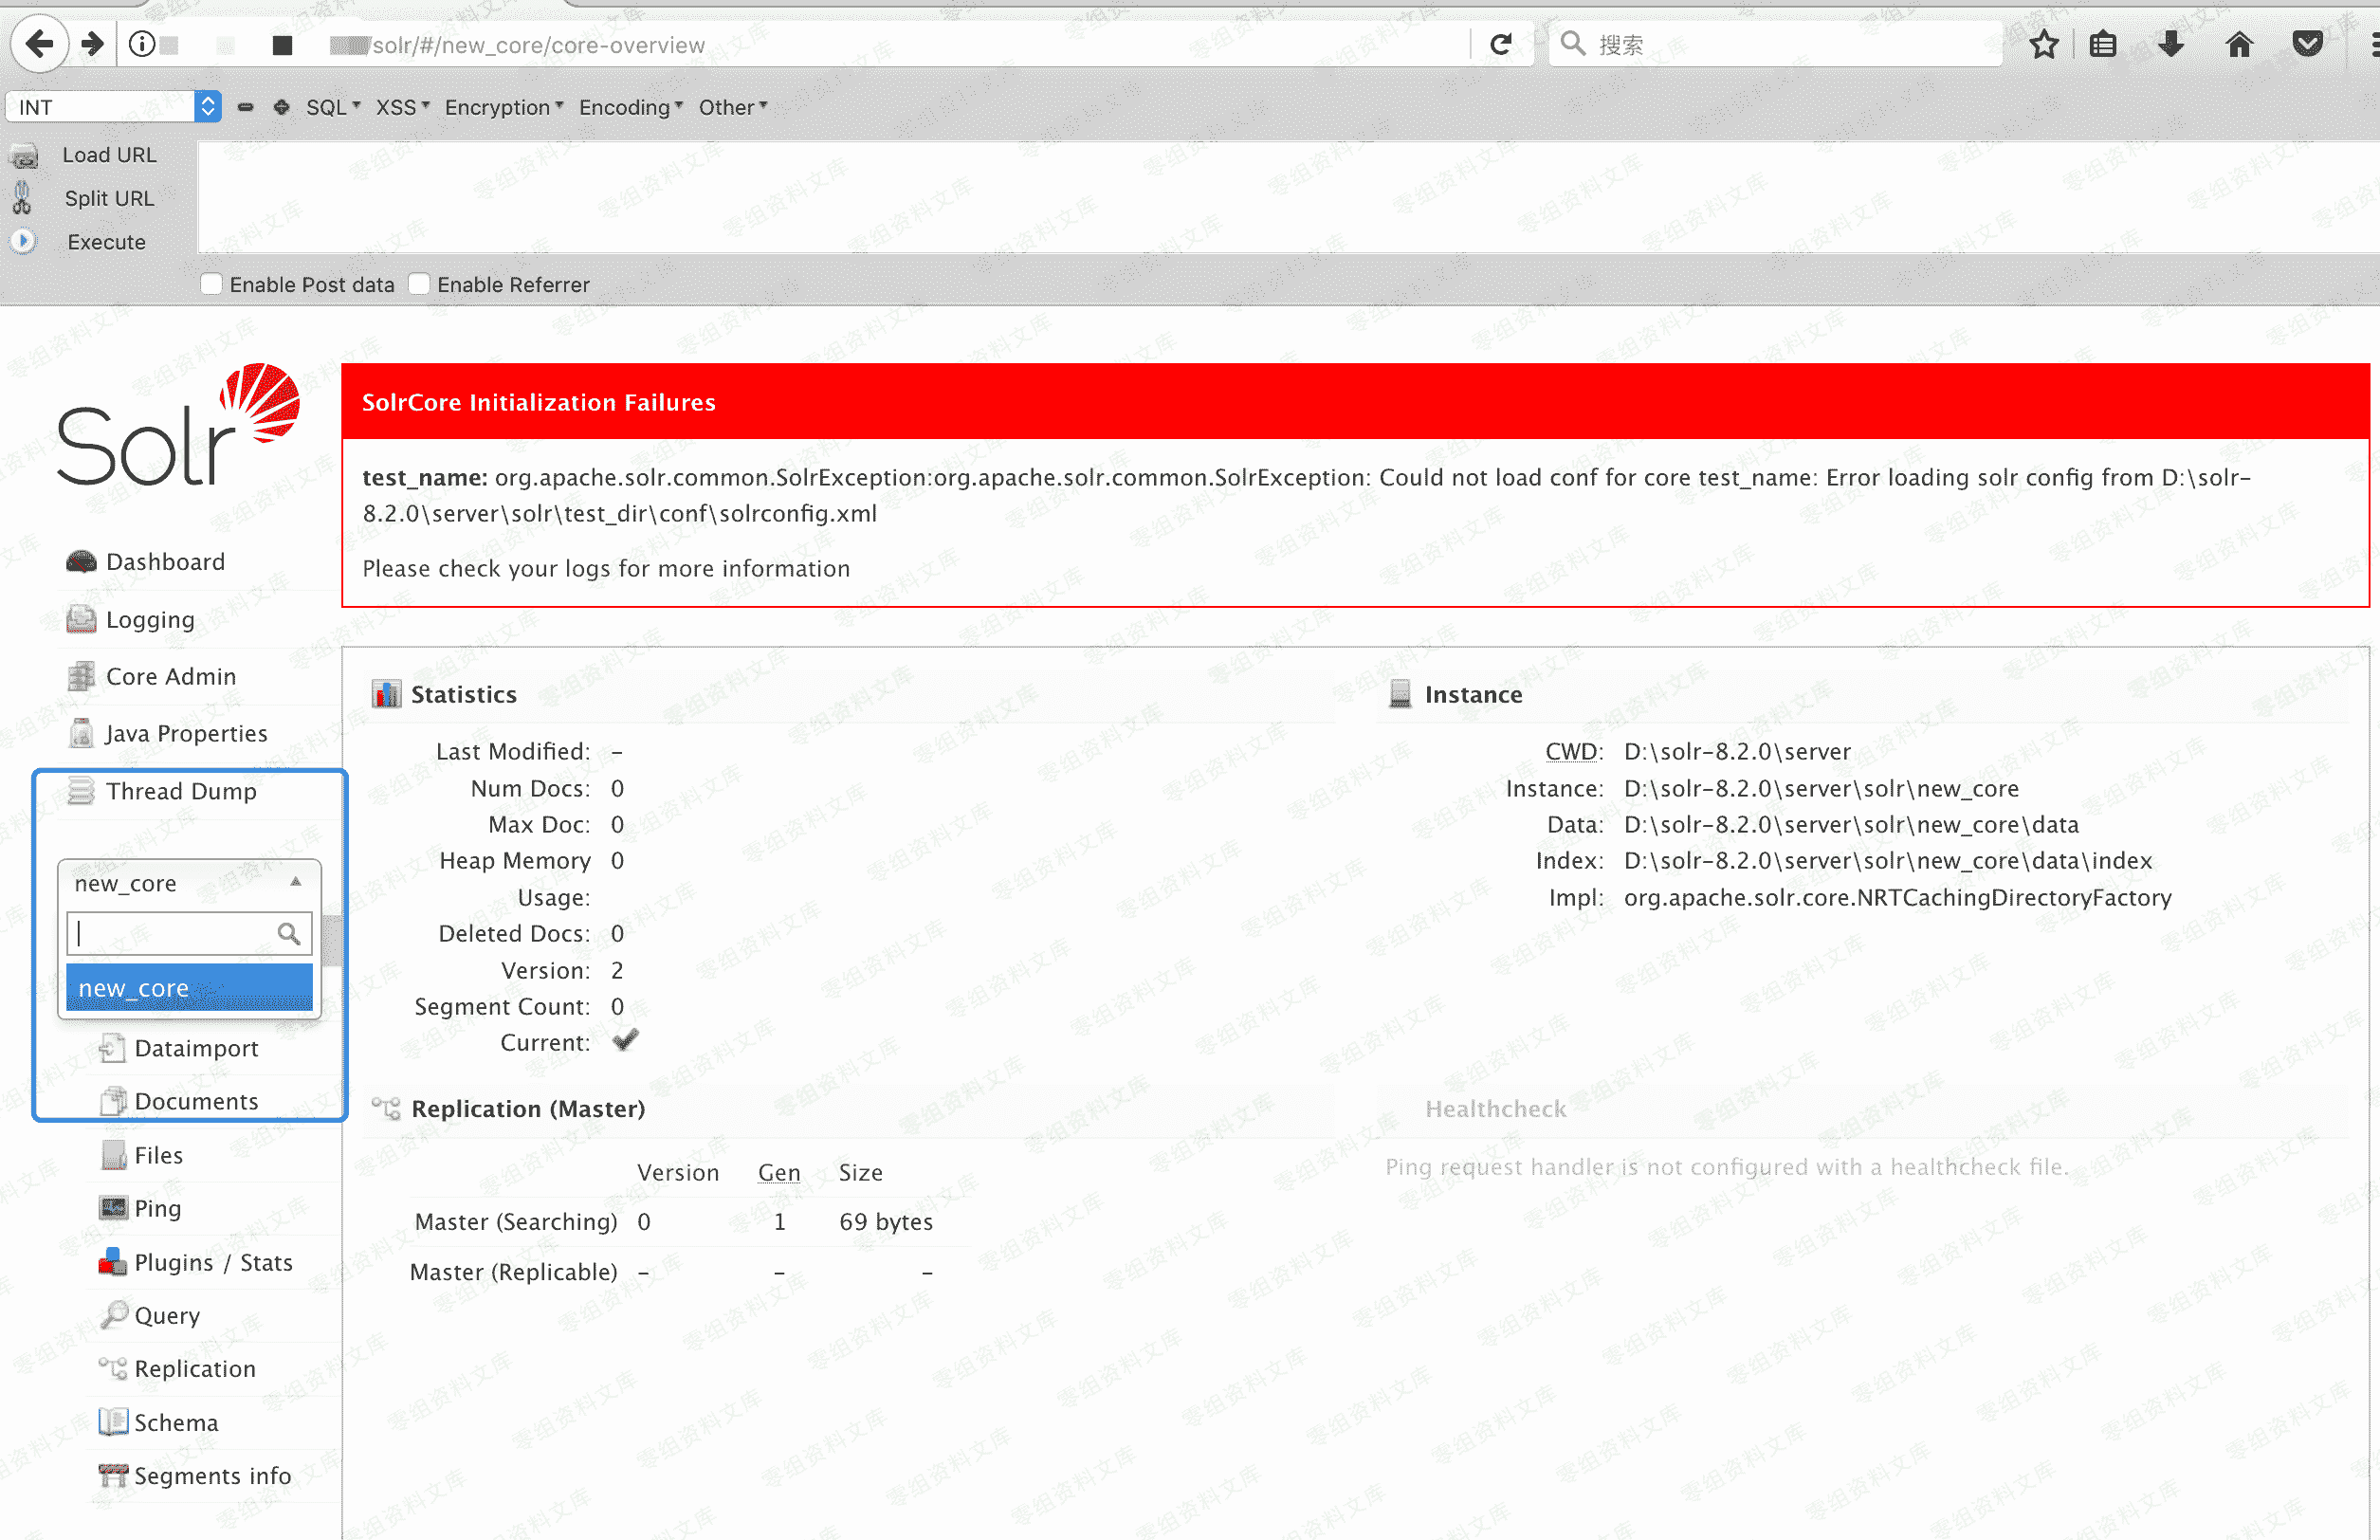 solr/#/new_core/core-overview
搜索
INT
SQL
XSS
Encryption
Encoding
Other
Load URL
Split URL
Execute
Enable Post data
Enable Referrer
Solr
SolrCore Initialization Failures
test_name: org.apache.solr.common.SolrException:org.apache.solr.common.SolrException: Could not load conf for core test_name: Error loading solr config from D:\solr-
8.2.0\server\solr\test_dir\conf\solrconfig.xml
Please check your logs for more information
Dashboard
Logging
Core Admin
Java Properties
Thread Dump
new_core
new_core
Dataimport
Documents
Files
Ping
Plugins / Stats
Query
Replication
Schema
Segments info
Statistics
Last Modified: –
Num Docs: 0
Max Doc: 0
Heap Memory 0
Usage:
Deleted Docs: 0
Version: 2
Segment Count: 0
Current:
Instance
CWD: D:\solr-8.2.0\server
Instance: D:\solr-8.2.0\server\solr\new_core
Data: D:\solr-8.2.0\server\solr\new_core\data
Index: D:\solr-8.2.0\server\solr\new_core\data\index
Impl: org.apache.solr.core.NRTCachingDirectoryFactory
Replication (Master)
Version Gen Size
Master (Searching) 0 1 69 bytes
Master (Replicable) – – –
Healthcheck
Ping request handler is not configured with a healthcheck file.
零组资料文库